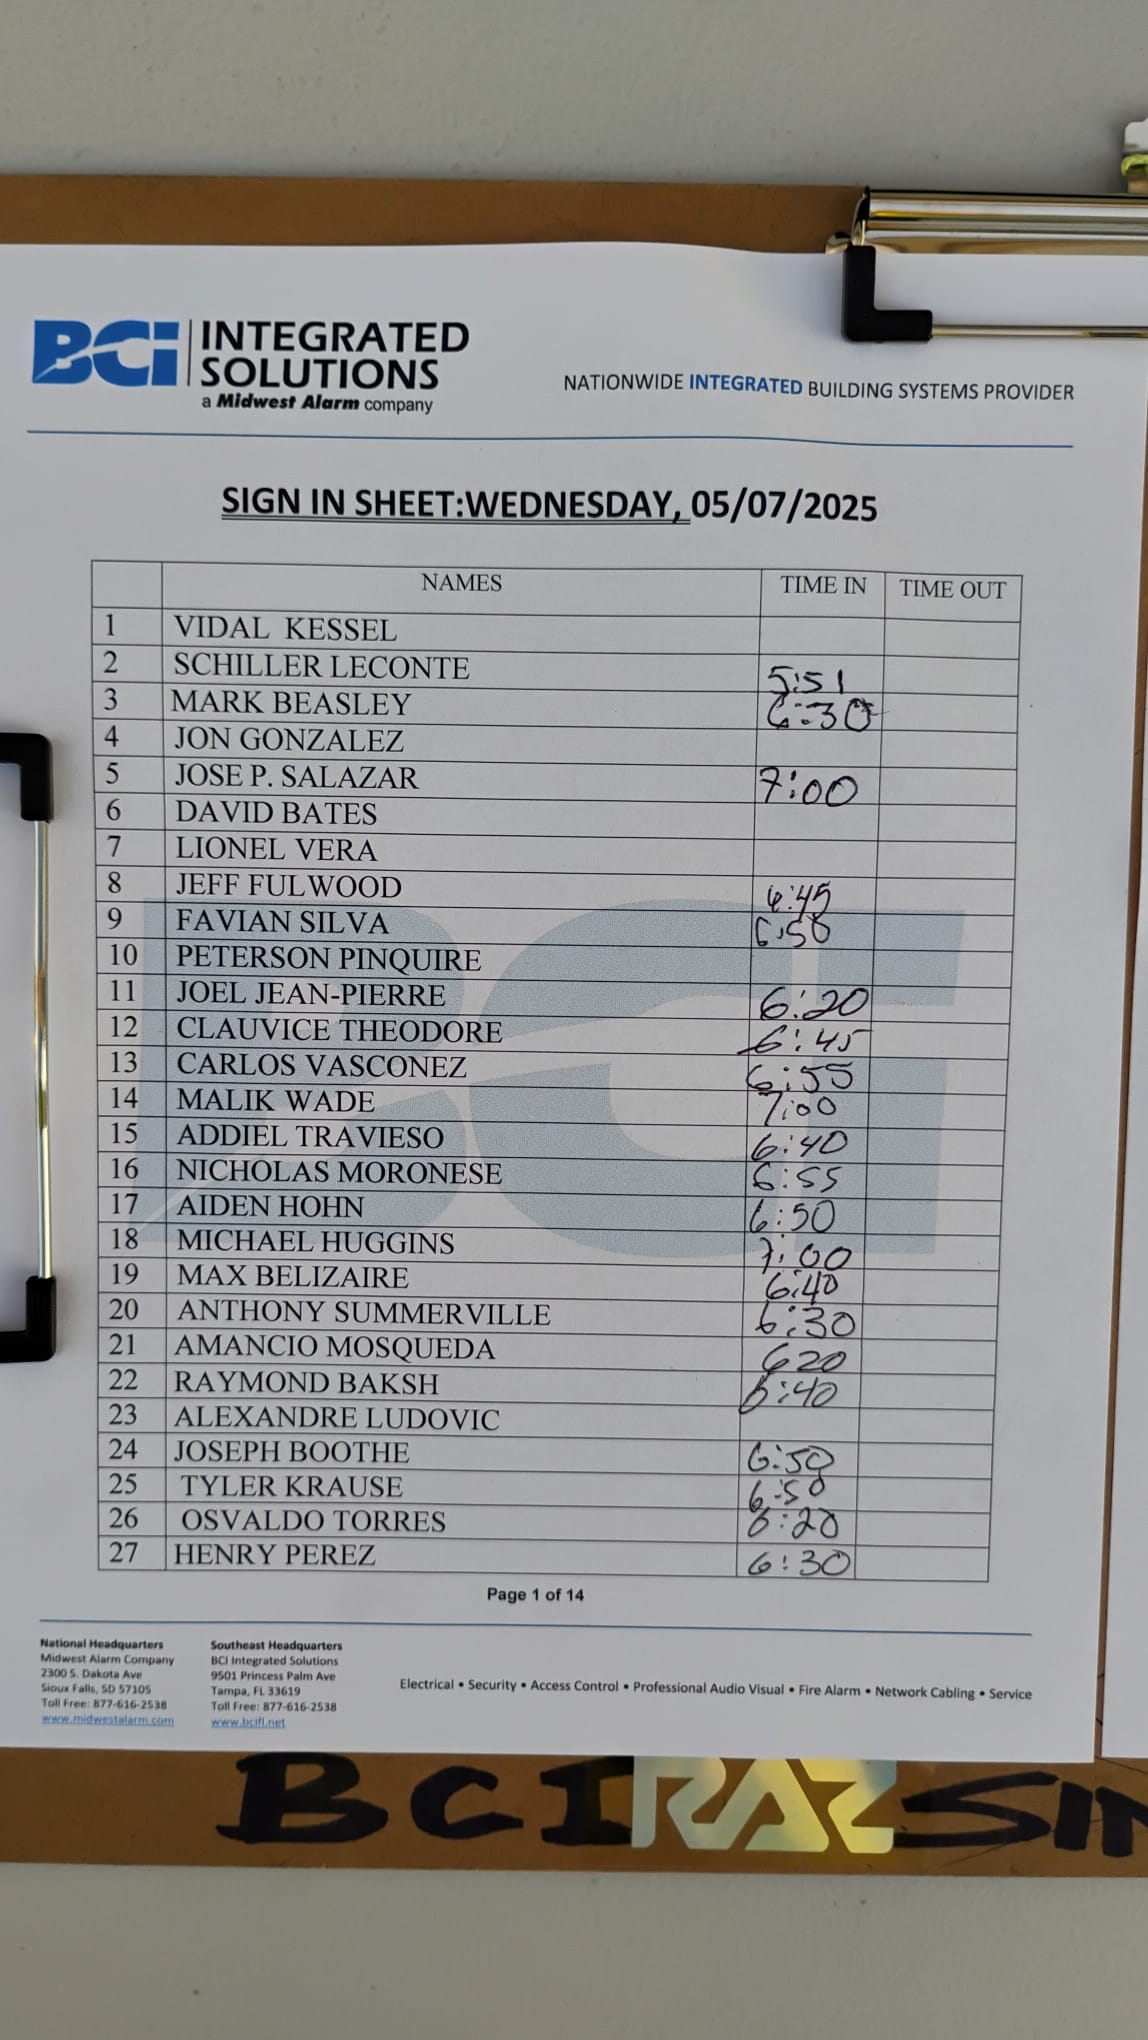 BCi INTEGRATED
SOLUTIONS
a Midwest Alarm company
NATIONWIDE INTEGRATED BUILDING SYSTEMS PROVIDER
SIGN IN SHEET:WEDNESDAY, 05/07/2025
NAMES TIME IN TIME OUT
1 VIDAL KESSEL
2 SCHILLER LECONTE 5:51
3 MARK BEASLEY 6:30
4 JON GONZALEZ
5 JOSE P. SALAZAR 7:00
6 DAVID BATES
7 LIONEL VERA
8 JEFF FULWOOD 6:45
9 FAVIAN SILVA 6:50
10 PETERSON PINQUIRE
11 JOEL JEAN-PIERRE 6:20
12 CLAUVICE THEODORE 6:45
13 CARLOS VASCONEZ 6:55
14 MALIK WADE 7:00
15 ADDIEL TRAVIESO 6:40
16 NICHOLAS MORONESE 6:55
17 AIDEN HOHN 6:50
18 MICHAEL HUGGINS 7:00
19 MAX BELIZAIRE 6:40
20 ANTHONY SUMMERVILLE 6:30
21 AMANCIO MOSQUEDA 620
22 RAYMOND BAKSH 6:40
23 ALEXANDRE LUDOVIC
24 JOSEPH BOOTHE 6:50
25 TYLER KRAUSE 6:50
26 OSVALDO TORRES 6:20
27 HENRY PEREZ 6:30
BCI
Page 1 of 14
National Headquarters
Midwest Alarm Company
2300 S. Dakota Ave
Sioux Falls, SD 57105
Toll Free: 877-616-2538
www.midwestalarm.com
Southeast Headquarters
BCI Integrated Solutions
9501 Princess Palm Ave
Tampa, FL 33619
Toll Free: 877-616-2538
www.bcifl.net
Electrical • Security • Access Control • Professional Audio Visual • Fire Alarm • Network Cabling • Service
BCI RAZ SIN